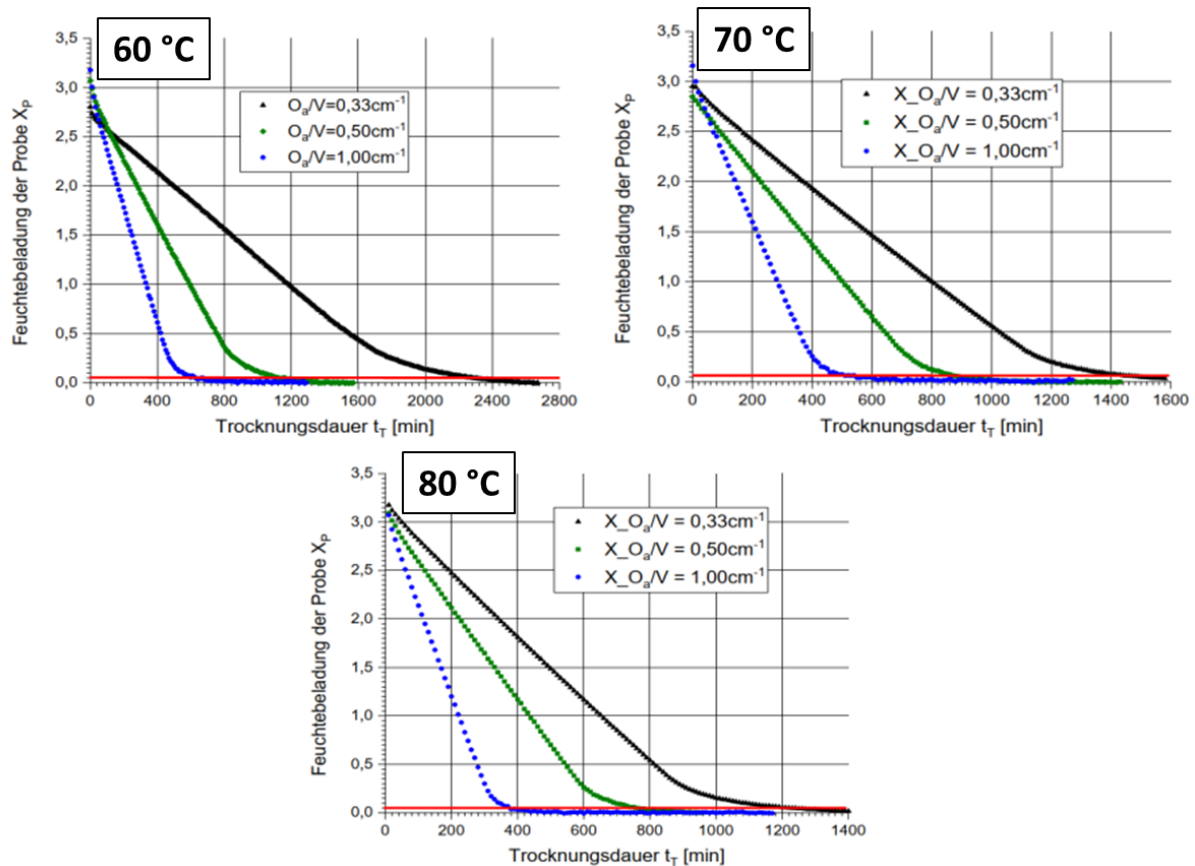 60 °C
3,5
3,0
2,5
2,0
1,5
1,0
0,5
0,0
Feuchtebeladung der Probe X_P
O_a/V=0,33cm⁻¹
O_a/V=0,50cm⁻¹
O_a/V=1,00cm⁻¹
0 400 800 1200 1600 2000 2400 2800
Trocknungsdauer t_T [min]
70 °C
3,5
3,0
2,5
2,0
1,5
1,0
0,5
0,0
Feuchtebeladung der Probe X_P
X_O_a/V = 0,33cm⁻¹
X_O_a/V = 0,50cm⁻¹
X_O_a/V = 1,00cm⁻¹
0 200 400 600 800 1000 1200 1400 1600
Trocknungsdauer t_T [min]
80 °C
3,5
3,0
2,5
2,0
1,5
1,0
0,5
0,0
Feuchtebeladung der Probe X_P
X_O_a/V = 0,33cm⁻¹
X_O_a/V = 0,50cm⁻¹
X_O_a/V = 1,00cm⁻¹
0 200 400 600 800 1000 1200 1400
Trocknungsdauer t_T [min]